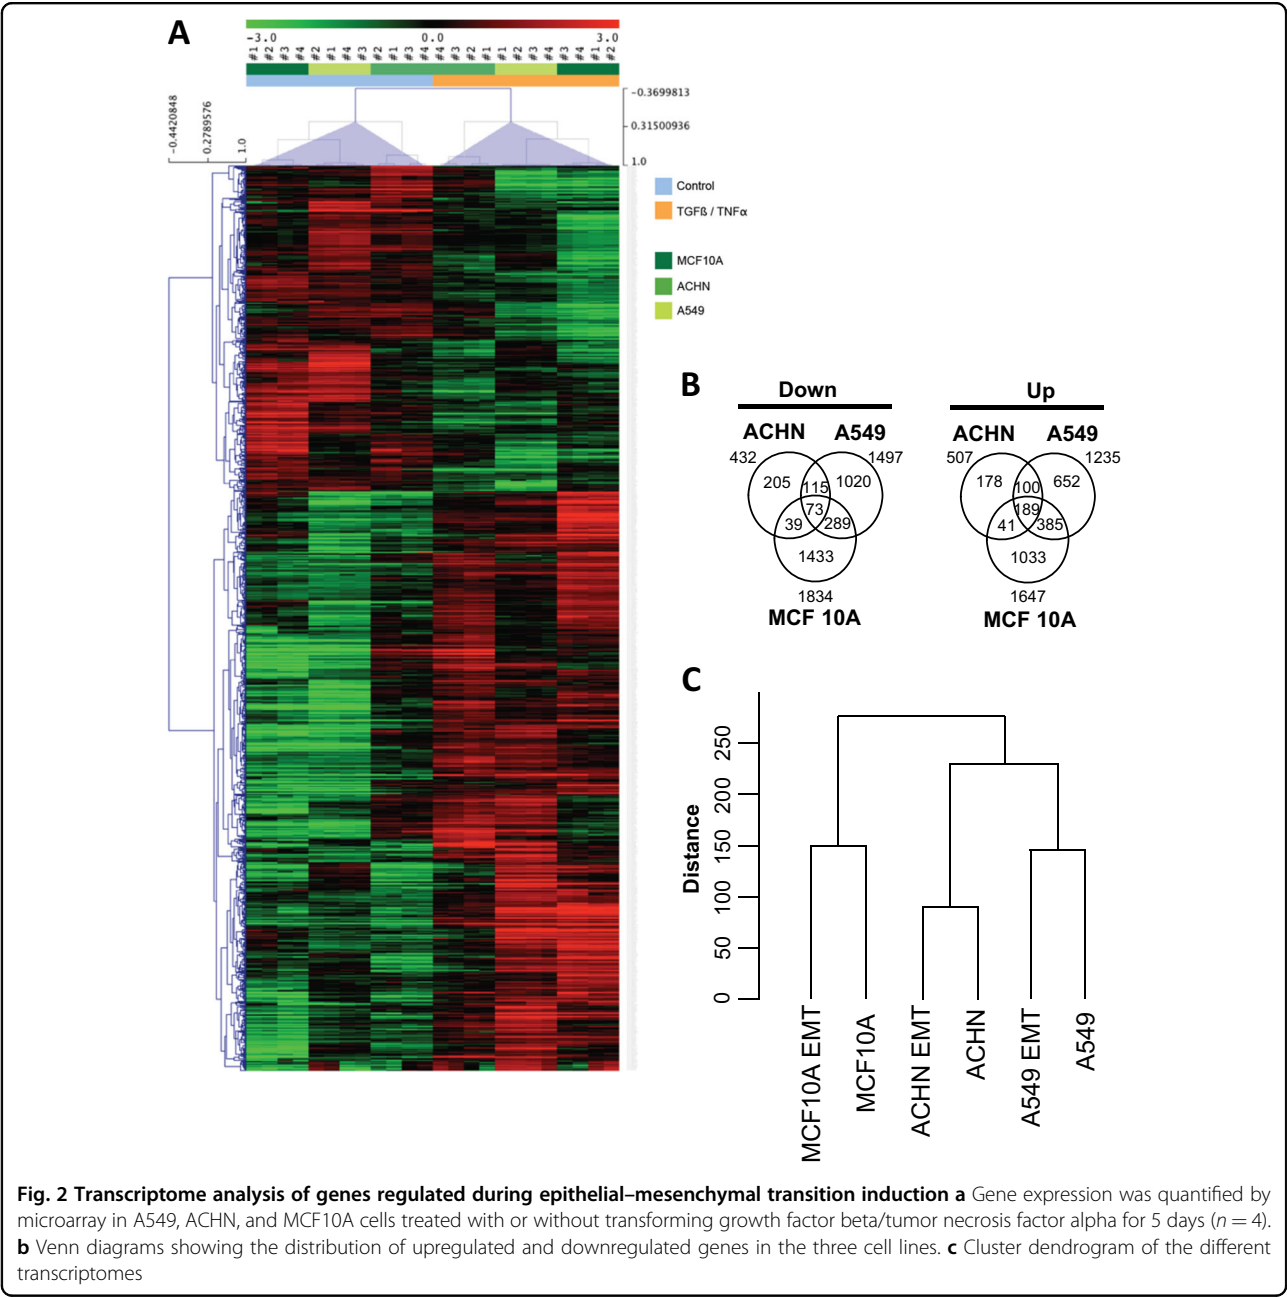 A
-3.0 0.0 3.0
#1 #2 #3 #4 #2 #1 #4 #3 #2 #1 #3 #4 #4 #3 #2 #1 #1 #2 #3 #4 #3 #4 #1 #2
-0.3699813
0.31500936
1.0
-0.4420848
0.2789576
1.0
Control
TGFß / TNFα
MCF10A
ACHN
A549
B
Down
ACHN A549
432 1497
205 115 1020
73
39 289
1433
1834
MCF 10A
Up
ACHN A549
507 1235
178 100 652
189
41 385
1033
1647
MCF 10A
C
Distance
250
200
150
100
50
0
MCF10A EMT
MCF10A
ACHN EMT
ACHN
A549 EMT
A549
Fig. 2 Transcriptome analysis of genes regulated during epithelial–mesenchymal transition induction a Gene expression was quantified by
microarray in A549, ACHN, and MCF10A cells treated with or without transforming growth factor beta/tumor necrosis factor alpha for 5 days (n = 4).
b Venn diagrams showing the distribution of upregulated and downregulated genes in the three cell lines. c Cluster dendrogram of the different
transcriptomes